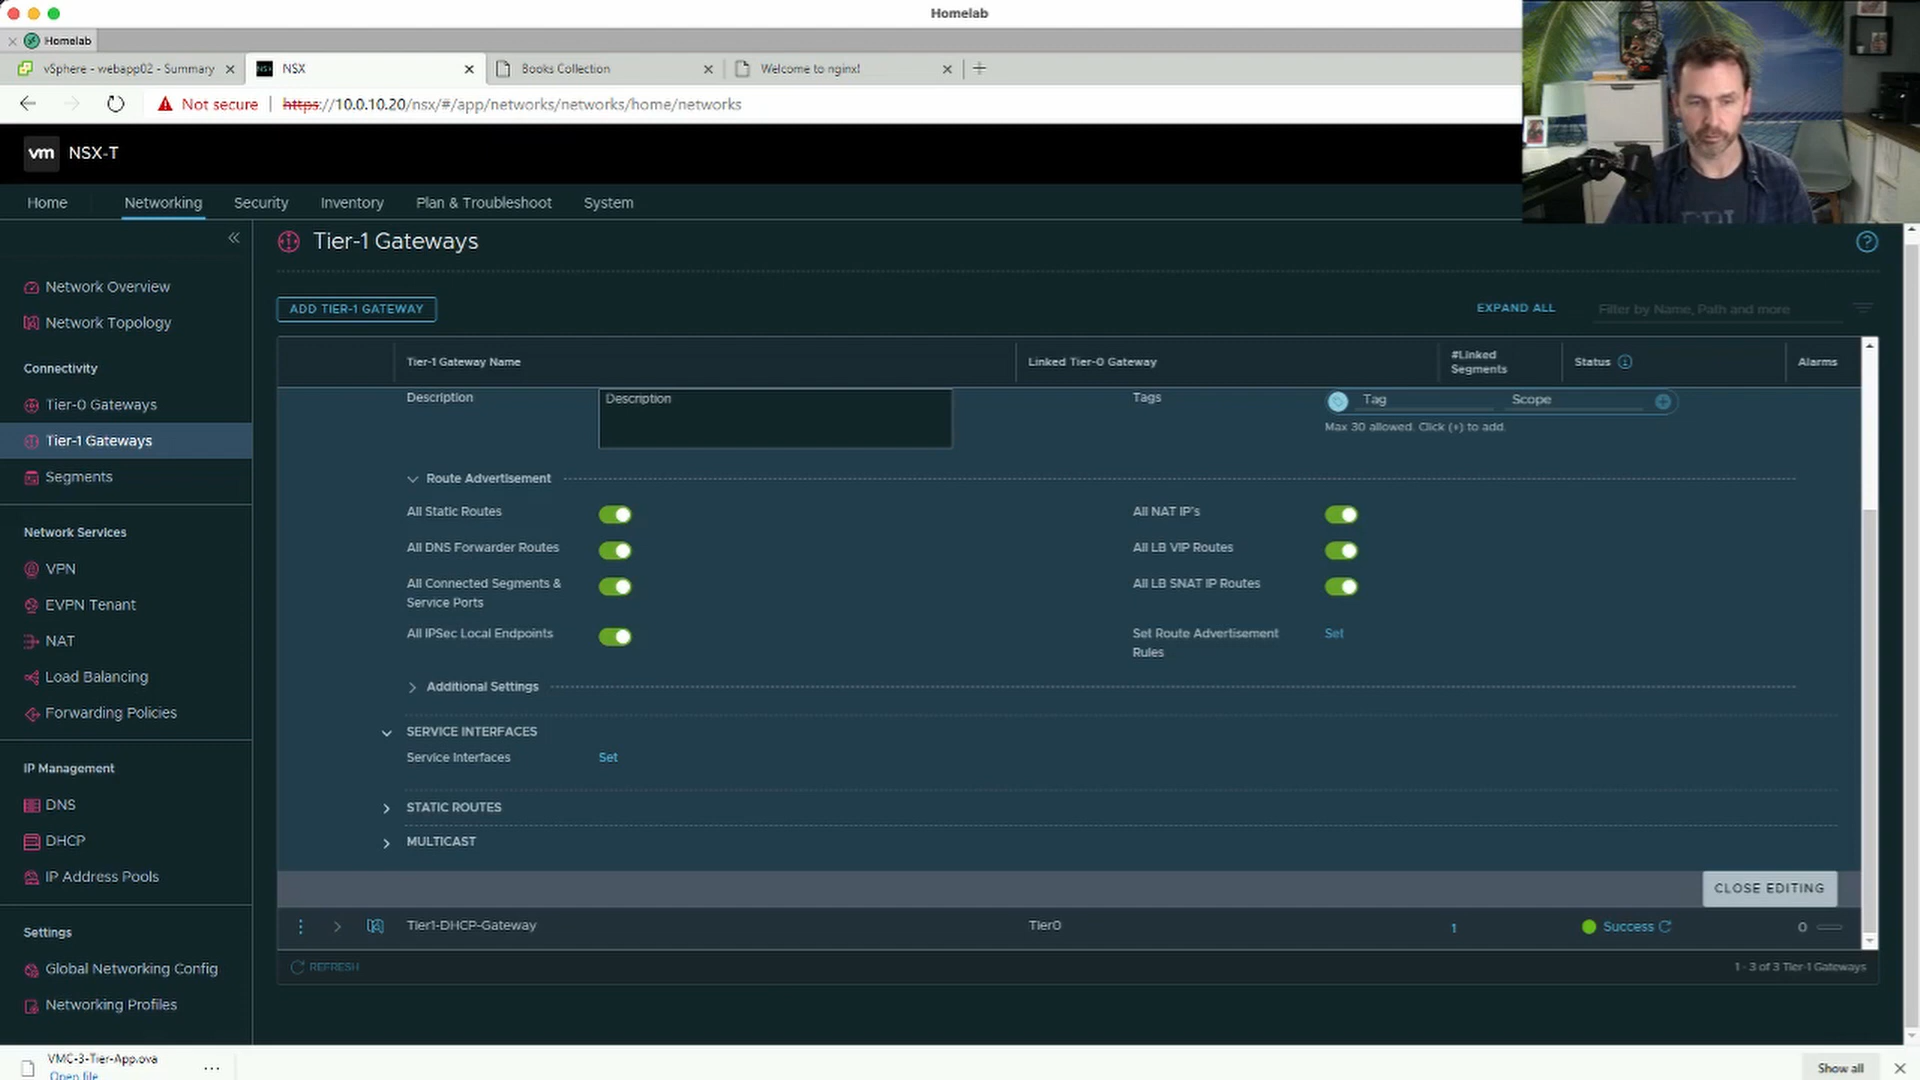 Homelab
Homelab
vSphere - webapp02 - Summary
NSX
Books Collection
Welcome to nginx!
Not secure
https://10.0.10.20/nsx/#/app/networks/networks/home/networks
vm NSX-T
Home
Networking
Security
Inventory
Plan & Troubleshoot
System
Network Overview
Network Topology
Connectivity
Tier-0 Gateways
Tier-1 Gateways
Segments
Network Services
VPN
EVPN Tenant
NAT
Load Balancing
Forwarding Policies
IP Management
DNS
DHCP
IP Address Pools
Settings
Global Networking Config
Networking Profiles
Tier-1 Gateways
ADD TIER-1 GATEWAY
EXPAND ALL
Filter by Name, Path and more
Tier-1 Gateway Name
Linked Tier-0 Gateway
#Linked
Segments
Status
Alarms
Description
Description
Tags
Tag
Scope
Max 30 allowed. Click (+) to add.
Route Advertisement
All Static Routes
All NAT IP's
All DNS Forwarder Routes
All LB VIP Routes
All Connected Segments &
Service Ports
All LB SNAT IP Routes
All IPSec Local Endpoints
Set Route Advertisement
Rules
Set
Additional Settings
SERVICE INTERFACES
Service Interfaces
Set
STATIC ROUTES
MULTICAST
CLOSE EDITING
Tier1-DHCP-Gateway
Tier0
1
Success
0
REFRESH
1 - 3 of 3 Tier-1 Gateways
VMC-3-Tier-App.ova
Open file
Show all